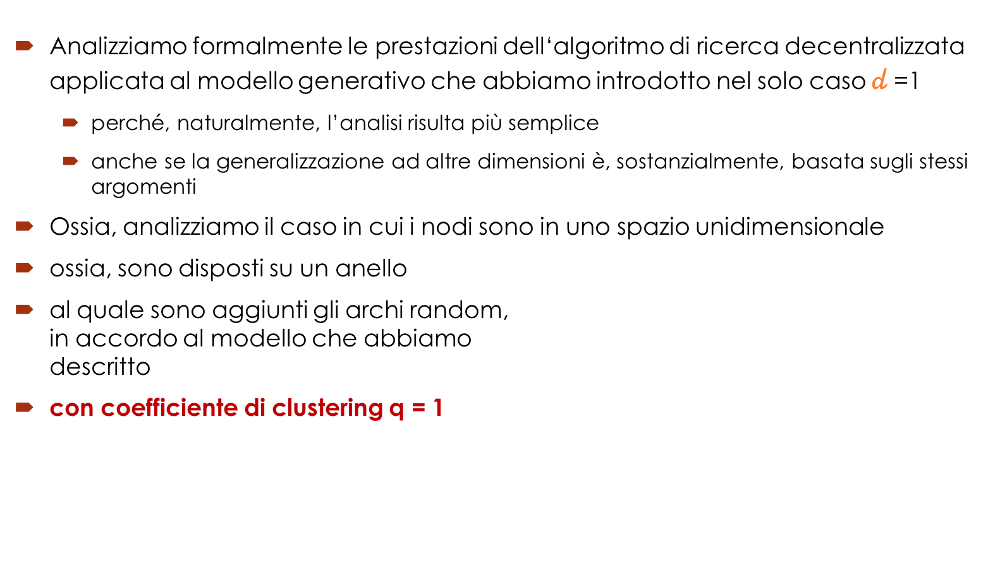 Analizziamo formalmente le prestazioni dell‘algoritmo di ricerca decentralizzata
applicata al modello generativo che abbiamo introdotto nel solo caso d =1
perché, naturalmente, l’analisi risulta più semplice
anche se la generalizzazione ad altre dimensioni è, sostanzialmente, basata sugli stessi
argomenti
Ossia, analizziamo il caso in cui i nodi sono in uno spazio unidimensionale
ossia, sono disposti su un anello
al quale sono aggiunti gli archi random,
in accordo al modello che abbiamo
descritto
con coefficiente di clustering q = 1